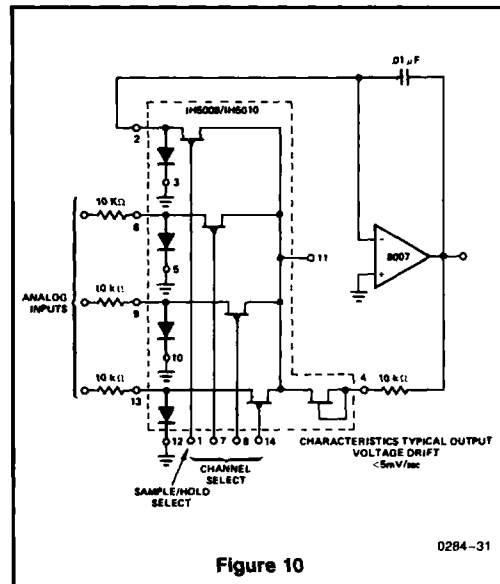 .01 μF
IH5009/IH5010
2
3
10 KΩ
6
5
11
8007
-
+
ANALOG
INPUTS
10 kΩ
9
10
10 kΩ
13
4
10 kΩ
12
1
7
8
14
CHANNEL
SELECT
SAMPLE/HOLD
SELECT
CHARACTERISTICS TYPICAL OUTPUT
VOLTAGE DRIFT
<5mV/sec
0284-31
Figure 10